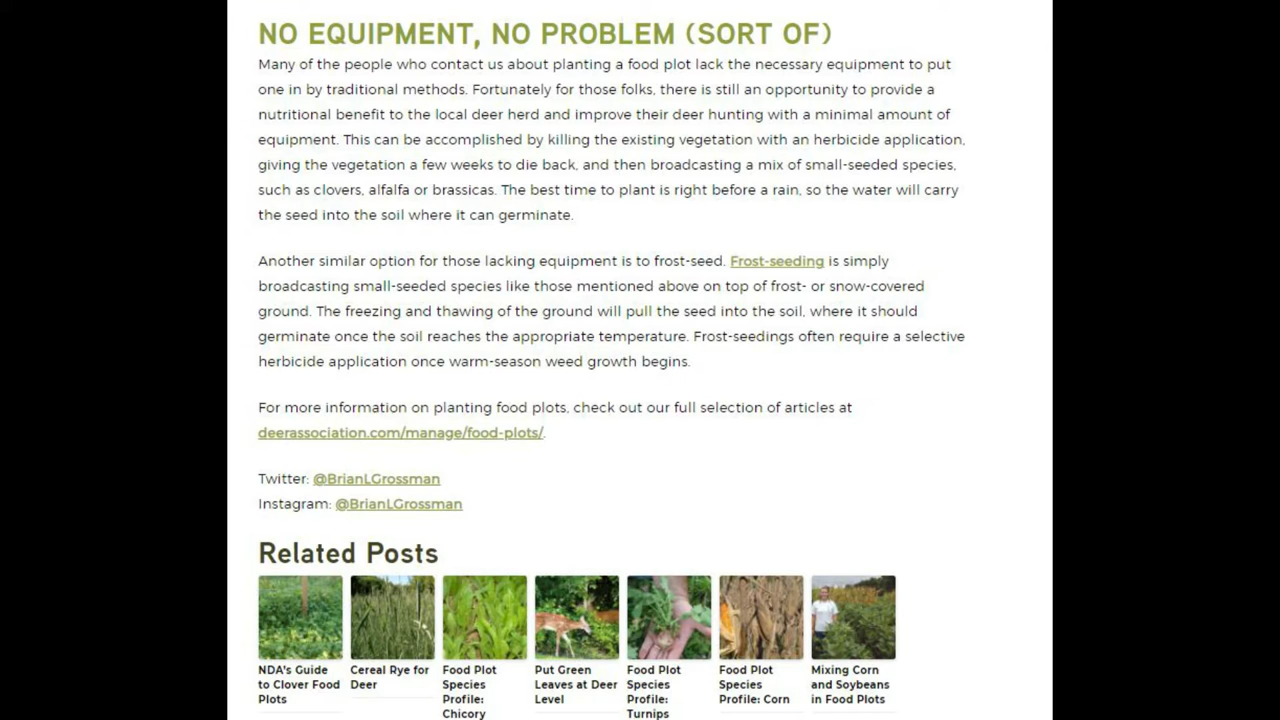 NO EQUIPMENT, NO PROBLEM (SORT OF)
Many of the people who contact us about planting a food plot lack the necessary equipment to put
one in by traditional methods. Fortunately for those folks, there is still an opportunity to provide a
nutritional benefit to the local deer herd and improve their deer hunting with a minimal amount of
equipment. This can be accomplished by killing the existing vegetation with an herbicide application,
giving the vegetation a few weeks to die back, and then broadcasting a mix of small-seeded species,
such as clovers, alfalfa or brassicas. The best time to plant is right before a rain, so the water will carry
the seed into the soil where it can germinate.
Another similar option for those lacking equipment is to frost-seed. Frost-seeding is simply
broadcasting small-seeded species like those mentioned above on top of frost- or snow-covered
ground. The freezing and thawing of the ground will pull the seed into the soil, where it should
germinate once the soil reaches the appropriate temperature. Frost-seedings often require a selective
herbicide application once warm-season weed growth begins.
For more information on planting food plots, check out our full selection of articles at
deerassociation.com/manage/food-plots/.
Twitter: @BrianLGrossman
Instagram: @BrianLGrossman
Related Posts
NDA's Guide
to Clover Food
Plots
Cereal Rye for
Deer
Food Plot
Species
Profile:
Chicory
Put Green
Leaves at Deer
Level
Food Plot
Species
Profile:
Turnips
Food Plot
Species
Profile: Corn
Mixing Corn
and Soybeans
in Food Plots